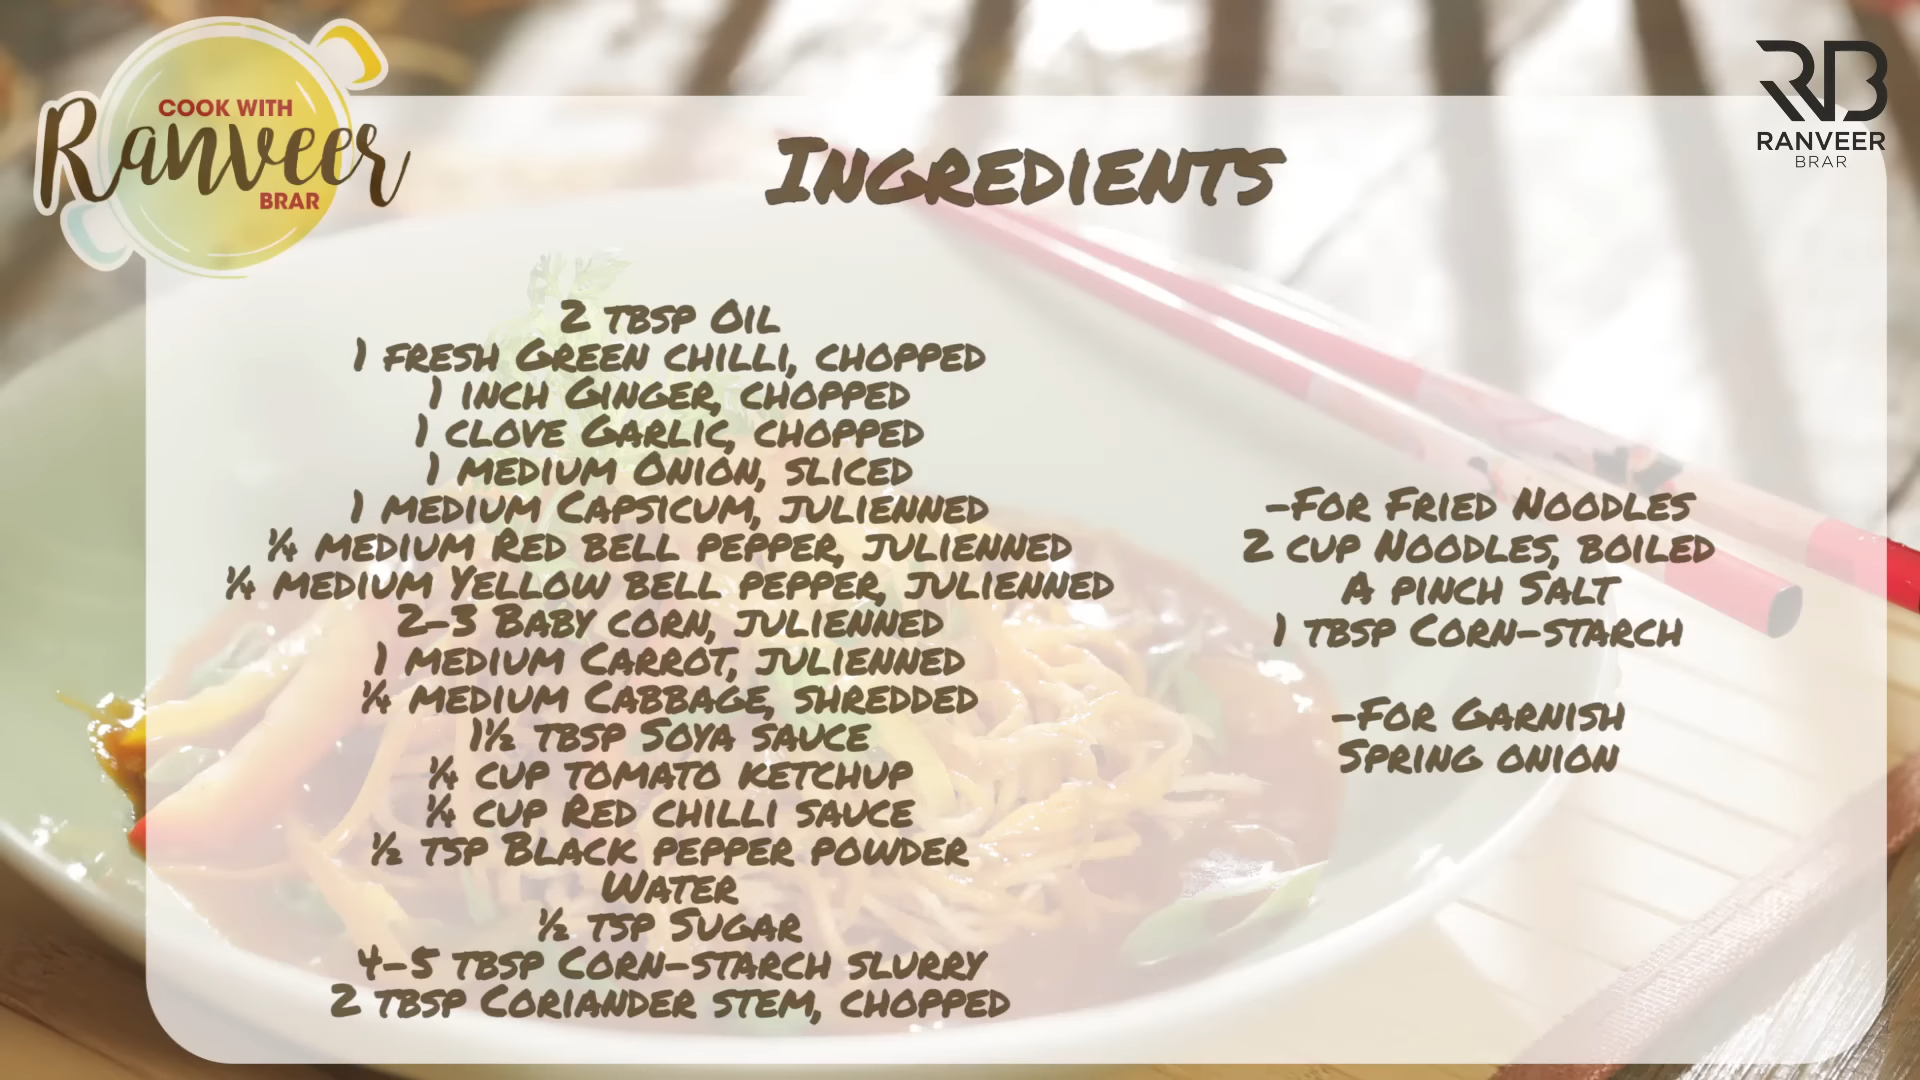 COOK WITH
Ranveer
BRAR
RB
RANVEER
BRAR
INGREDIENTS
2 TBSP OIL
1 FRESH GREEN CHILLI, CHOPPED
1 INCH GINGER, CHOPPED
1 CLOVE GARLIC, CHOPPED
1 MEDIUM ONION, SLICED
1 MEDIUM CAPSICUM, JULIENNED
¼ MEDIUM RED BELL PEPPER, JULIENNED
¼ MEDIUM YELLOW BELL PEPPER, JULIENNED
2-3 BABY CORN, JULIENNED
1 MEDIUM CARROT, JULIENNED
¼ MEDIUM CABBAGE, SHREDDED
1½ TBSP SOYA SAUCE
¼ CUP TOMATO KETCHUP
¼ CUP RED CHILLI SAUCE
½ TSP BLACK PEPPER POWDER
WATER
½ TSP SUGAR
4-5 TBSP CORN-STARCH SLURRY
2 TBSP CORIANDER STEM, CHOPPED
-FOR FRIED NOODLES
2 CUP NOODLES, BOILED
A PINCH SALT
1 TBSP CORN-STARCH
-FOR GARNISH
SPRING ONION